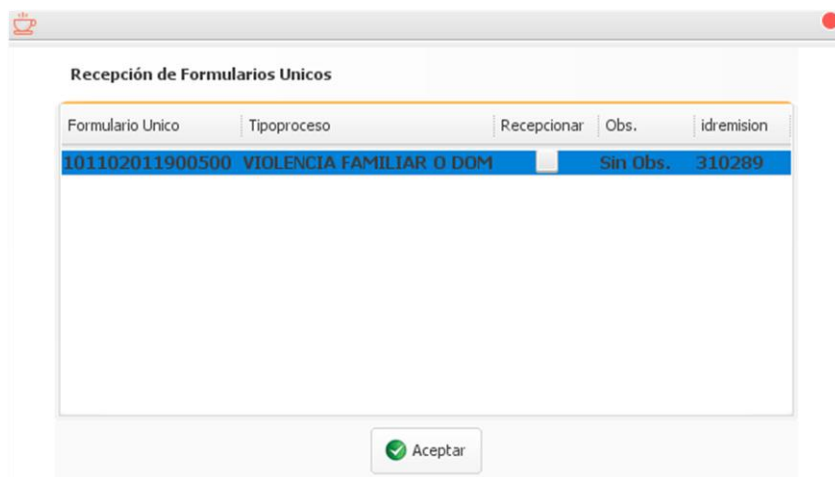 Recepción de Formularios Unicos
Formulario Unico Tipoproceso Recepcionar Obs. idremision
101102011900500 VIOLENCIA FAMILIAR O DOM Sin Obs. 310289
Aceptar